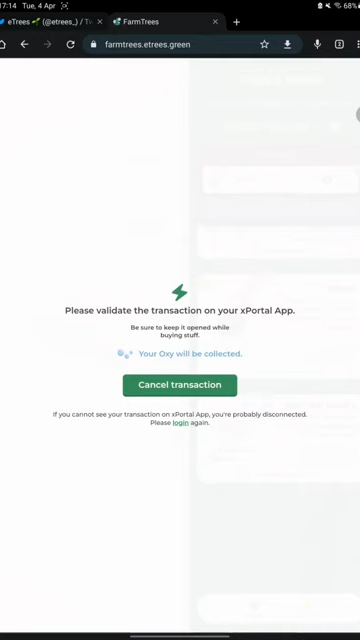 17:14 Tue, 4 Apr 68%
eTrees 🌱 (@etrees_) / Tw
FarmTrees
farmtrees.etrees.green
Please validate the transaction on your xPortal App.
Be sure to keep it opened while
buying stuff.
Your Oxy will be collected.
Cancel transaction
If you cannot see your transaction on xPortal App, you're probably disconnected.
Please login again.